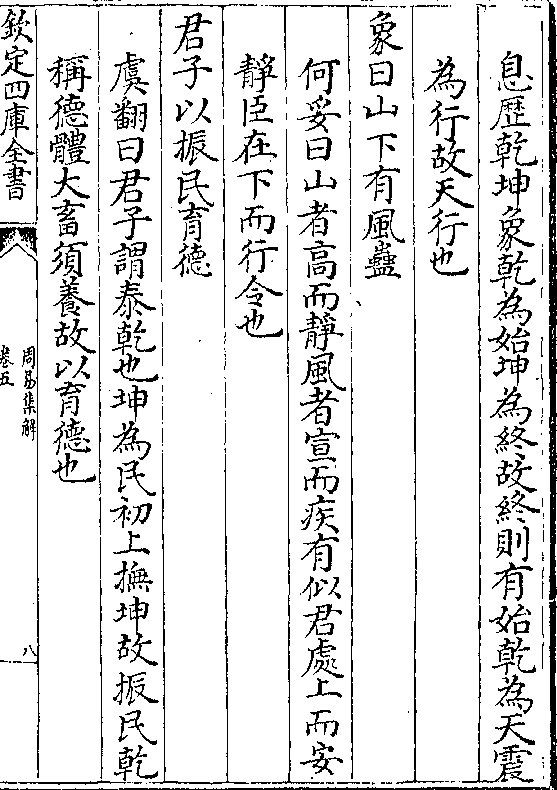 息歴乾坤象乾為始坤為終故終則有始乾為天震
為行故天行也
象曰山下有風蠱
何妥曰山者高而靜風者宣而疾有似君處上而安
靜臣在下而行令也
君子以振民育德
虞翻曰君子謂泰乾也坤為民初上撫坤故振民乾
稱德體大畜須養故以育德也
欽定四庫全書
周易集解
卷五
八